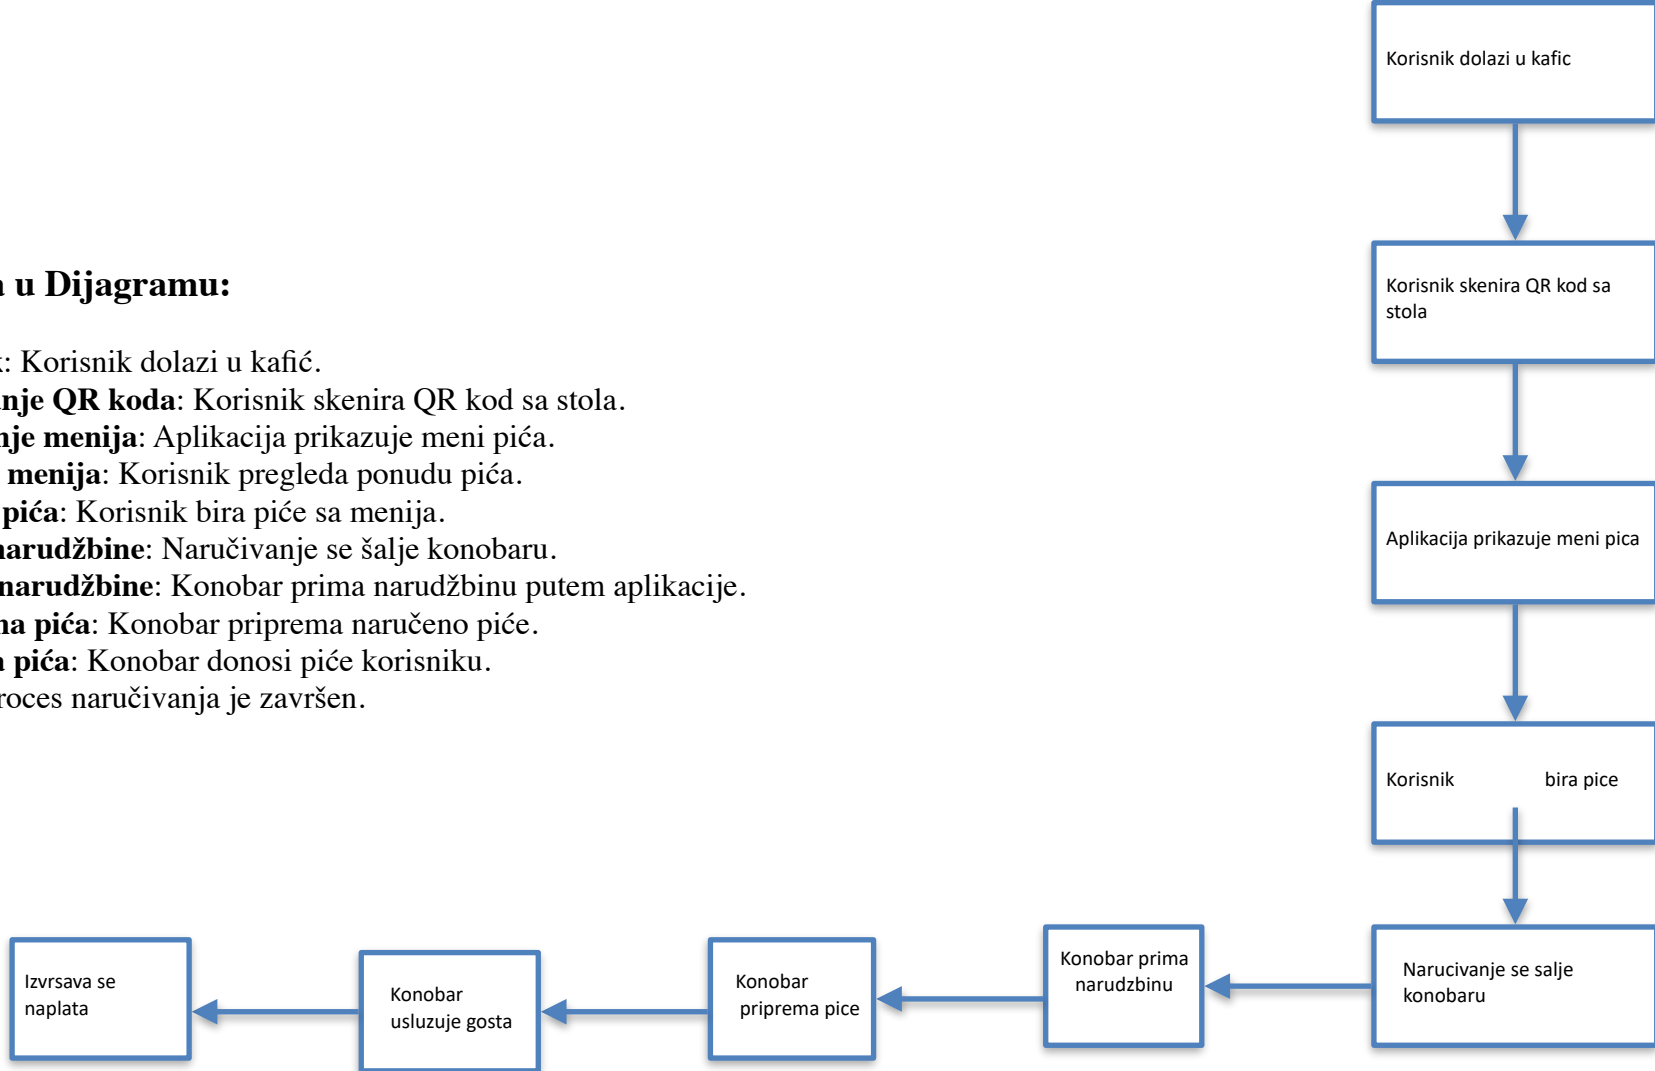 u Dijagramu:
: Korisnik dolazi u kafić.
QR koda: Korisnik skenira QR kod sa stola.
menija: Aplikacija prikazuje meni pića.
menija: Korisnik pregleda ponudu pića.
pića: Korisnik bira piće sa menija.
narudžbine: Naručivanje se šalje konobaru.
narudžbine: Konobar prima narudžbinu putem aplikacije.
pića: Konobar priprema naručeno piće.
pića: Konobar donosi piće korisniku.
naručivanja je završen.
Korisnik dolazi u kafic
Korisnik skenira QR kod sa
stola
Aplikacija prikazuje meni pica
Korisnik bira pice
Narucivanje se salje
konobaru
Konobar prima
narudzbinu
Konobar
priprema pice
Konobar
usluzuje gosta
Izvrsava se
naplata